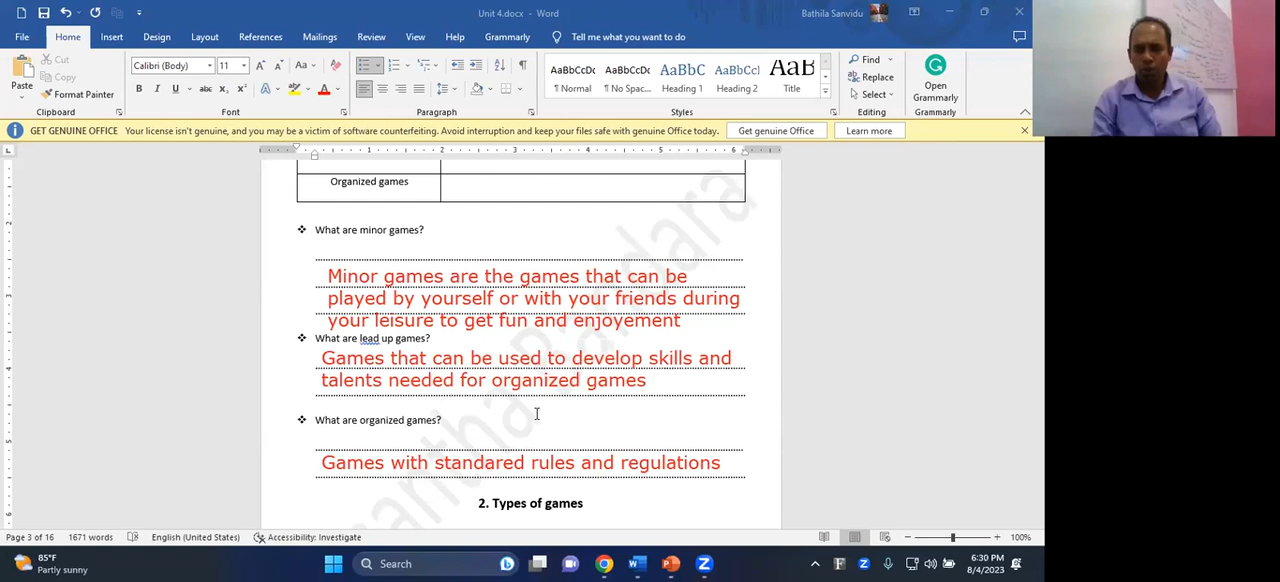 Unit 4.docx - Word
Bathila Sanvidu
File Home Insert Design Layout References Mailings Review View Help Grammarly Tell me what you want to do
Paste
Cut
Copy
Format Painter
Clipboard
Calibri (Body) 11
Font
Paragraph
AaBbCcDc AaBbCcDc AaBbC AaBbCcl AaB
¶ Normal ¶ No Spac... Heading 1 Heading 2 Title
Styles
Find
Replace
Select
Editing
Open
Grammarly
Grammarly
GET GENUINE OFFICE Your license isn't genuine, and you may be a victim of software counterfeiting. Avoid interruption and keep your files safe with genuine Office today. Get genuine Office Learn more
1 2 3 4 5 6
Organized games
What are minor games?
Minor games are the games that can be
played by yourself or with your friends during
your leisure to get fun and enjoyement
What are lead up games?
Games that can be used to develop skills and
talents needed for organized games
What are organized games?
Games with standared rules and regulations
2. Types of games
Page 3 of 16 1671 words English (United States) Accessibility: Investigate 100%
85°F
Partly sunny
Search
6:30 PM
8/4/2023